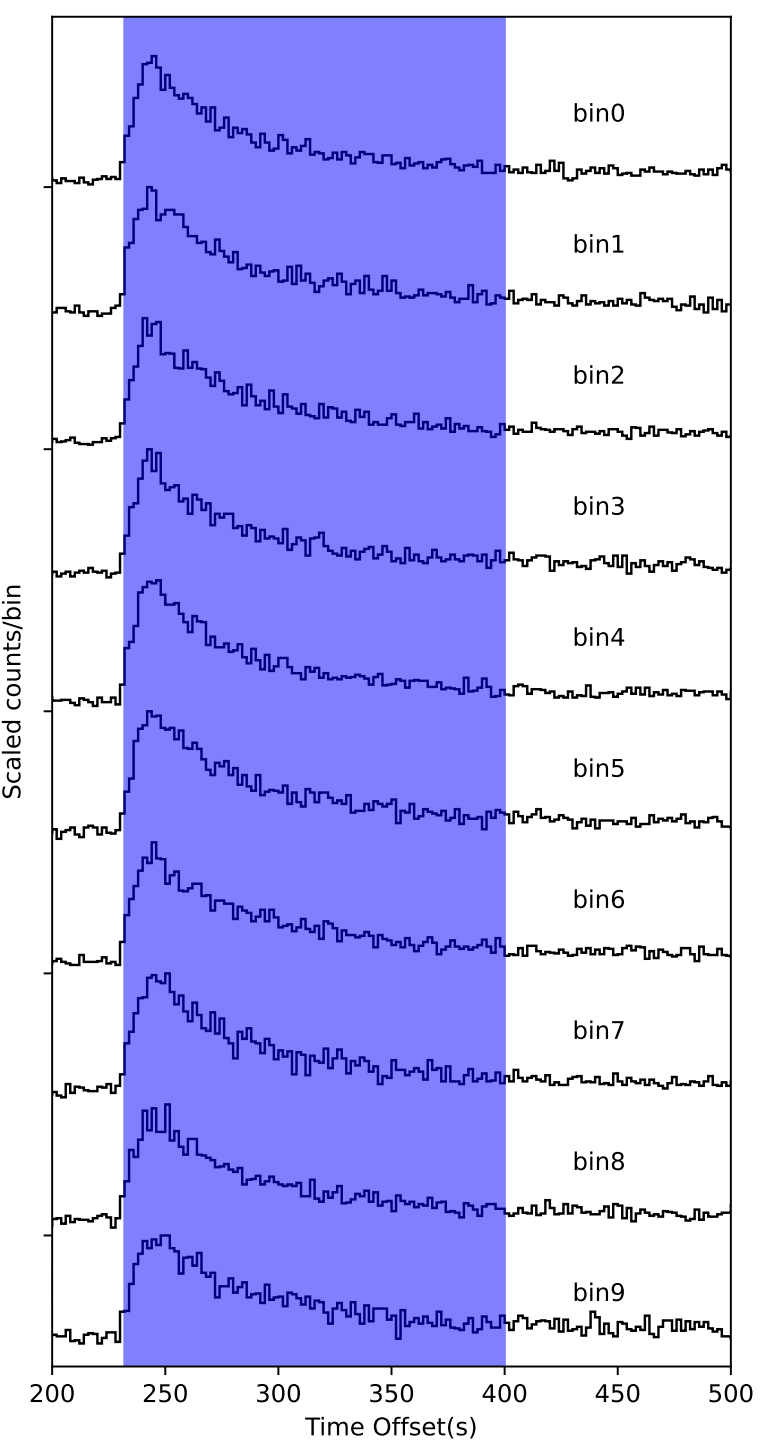 bin0
bin1
bin2
bin3
bin4
bin5
bin6
bin7
bin8
bin9
Scaled counts/bin
200 250 300 350 400 450 500
Time Offset(s)